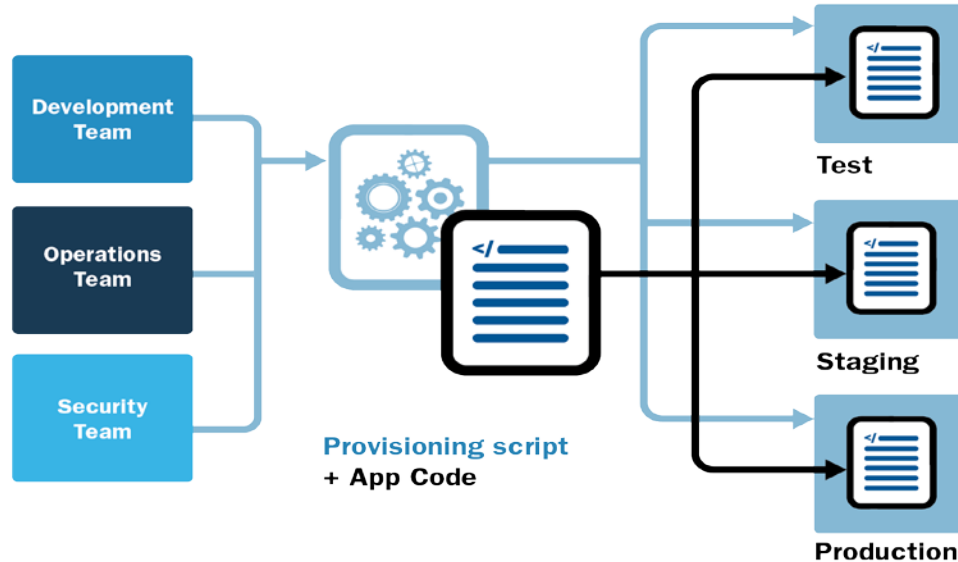 Development
Team
Operations
Team
Security
Team
</>
Provisioning script
+ App Code
</
Test
</
Staging
</
Production